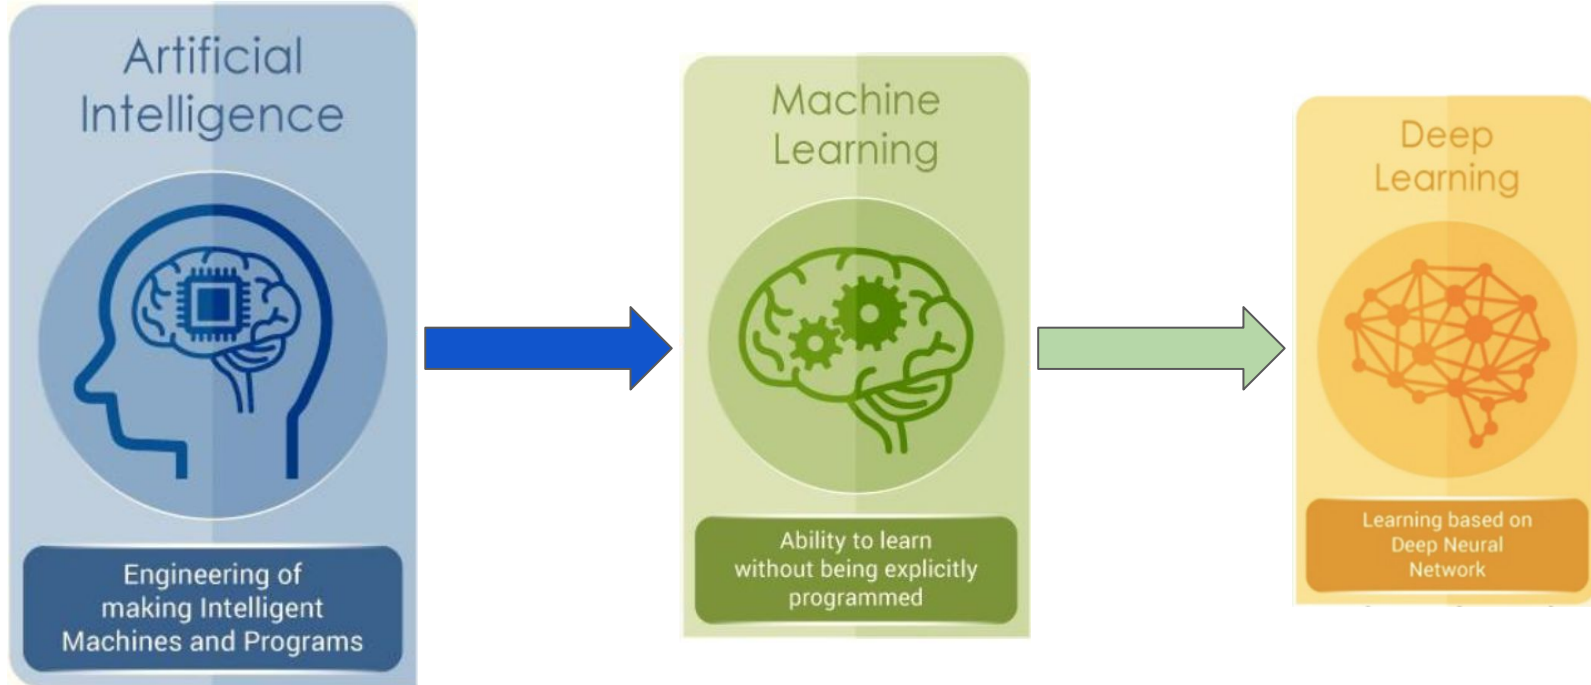 Artificial
Intelligence
Engineering of
making Intelligent
Machines and Programs
Machine
Learning
Ability to learn
without being explicitly
programmed
Deep
Learning
Learning based on
Deep Neural
Network